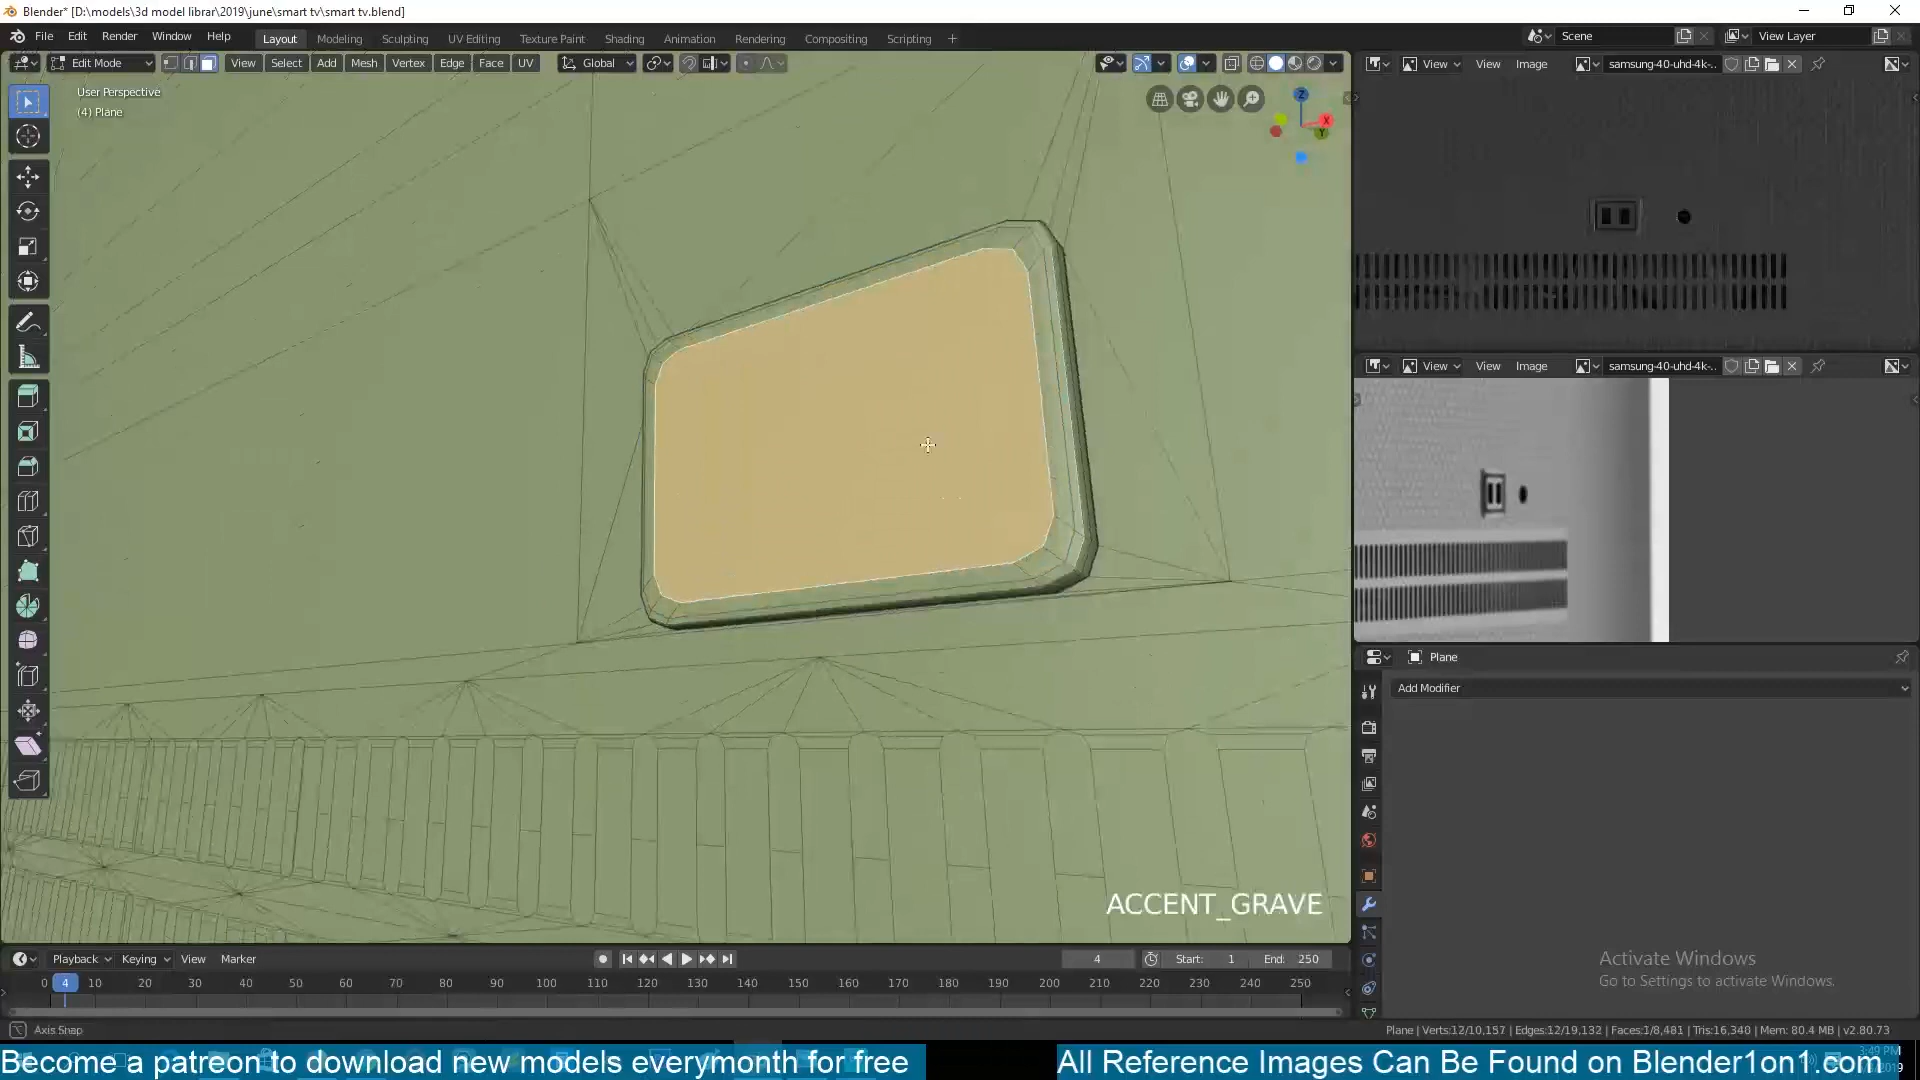 Blender* [D:\models\3d model librar\2019\june\smart tv\smart tv.blend]
File Edit Render Window Help Layout Modeling Sculpting UV Editing Texture Paint Shading Animation Rendering Compositing Scripting + Scene View Layer
Edit Mode View Select Add Mesh Vertex Edge Face UV Global
View View Image samsung-40-uhd-4k-..
User Perspective
(4) Plane
Z
X
Y
View View Image samsung-40-uhd-4k-..
Plane
Add Modifier
ACCENT_GRAVE
Activate Windows
Go to Settings to activate Windows.
Playback Keying View Marker 4 Start: 1 End: 250
0 4 10 20 30 40 50 60 70 80 90 100 110 120 130 140 150 160 170 180 190 200 210 220 230 240 250
Axis Snap
Plane | Verts:12/10,157 | Edges:12/19,132 | Faces:1/8,481 | Tris:16,340 | Mem: 80.4 MB | v2.80.73
Become a patreon to download new models everymonth for free
All Reference Images Can Be Found on Blender1on1.com
3:49 PM